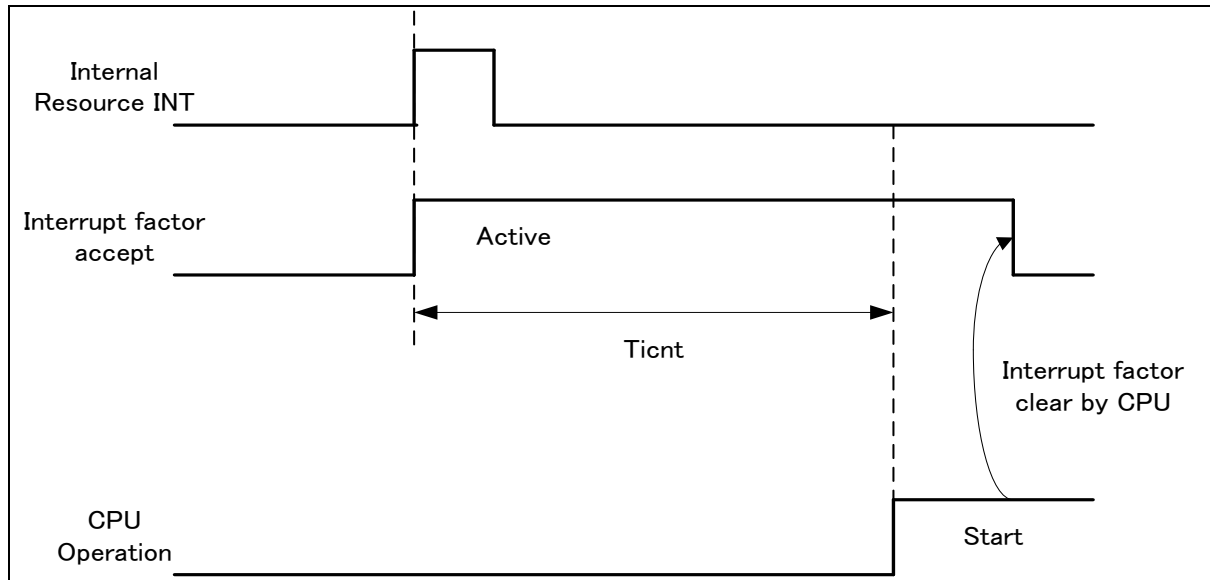 Internal
Resource INT
Interrupt factor
accept
Active
Ticnt
Interrupt factor
clear by CPU
CPU
Operation
Start